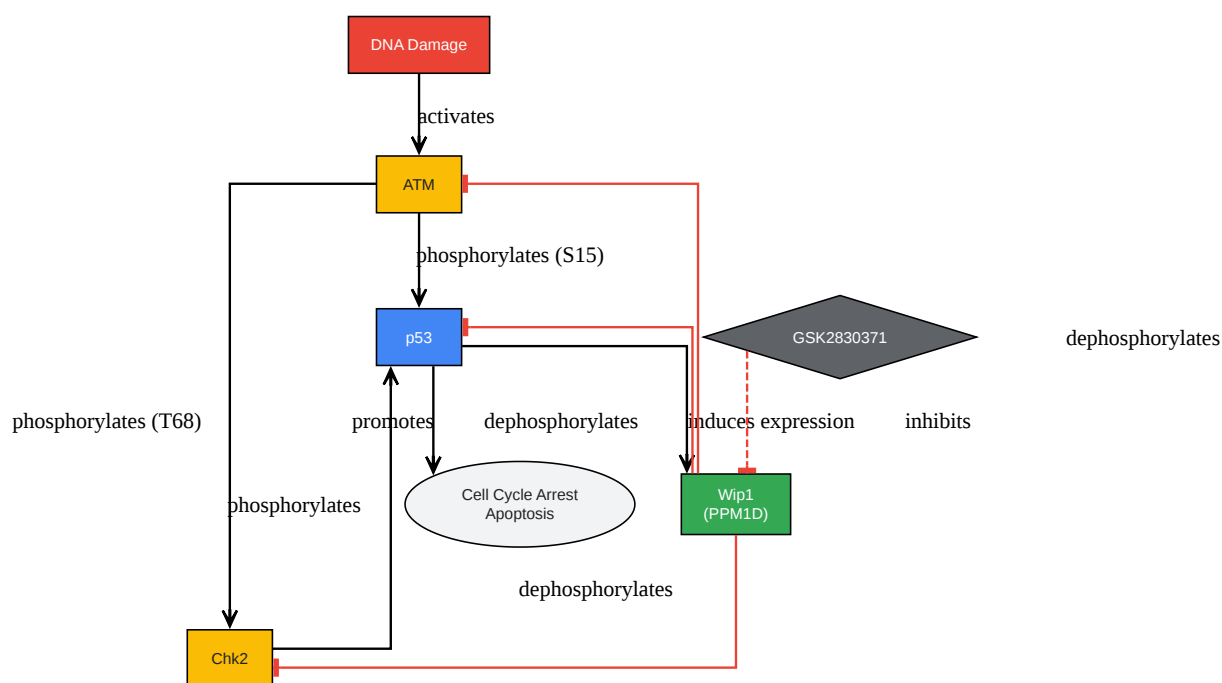 DNA Damage
activates
ATM
phosphorylates (S15)
p53
GSK2830371
dephosphorylates
phosphorylates (T68)
promotes
dephosphorylates
induces expression
inhibits
Cell Cycle Arrest
Apoptosis
Wip1
(PPM1D)
phosphorylates
dephosphorylates
Chk2